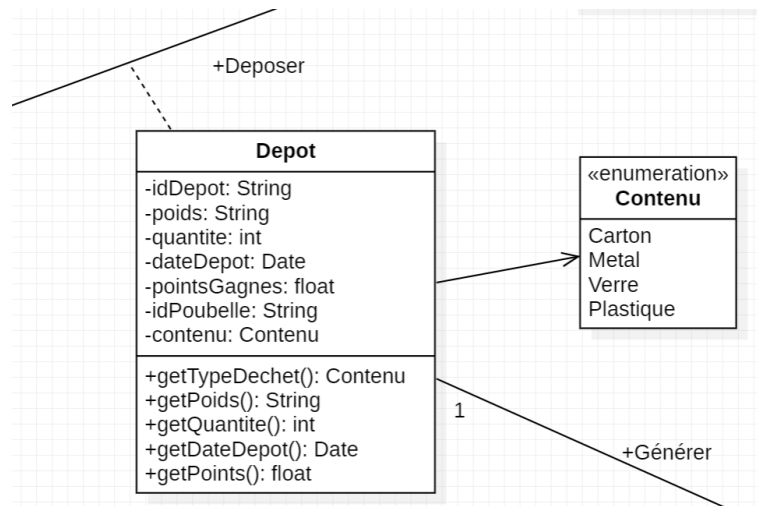 +Deposer
Depot
-idDepot: String
-poids: String
-quantite: int
-dateDepot: Date
-pointsGagnes: float
-idPoubelle: String
-contenu: Contenu
+getTypeDechet(): Contenu
+getPoids(): String
+getQuantite(): int
+getDateDepot(): Date
+getPoints(): float
«enumeration»
Contenu
Carton
Metal
Verre
Plastique
1
+Générer